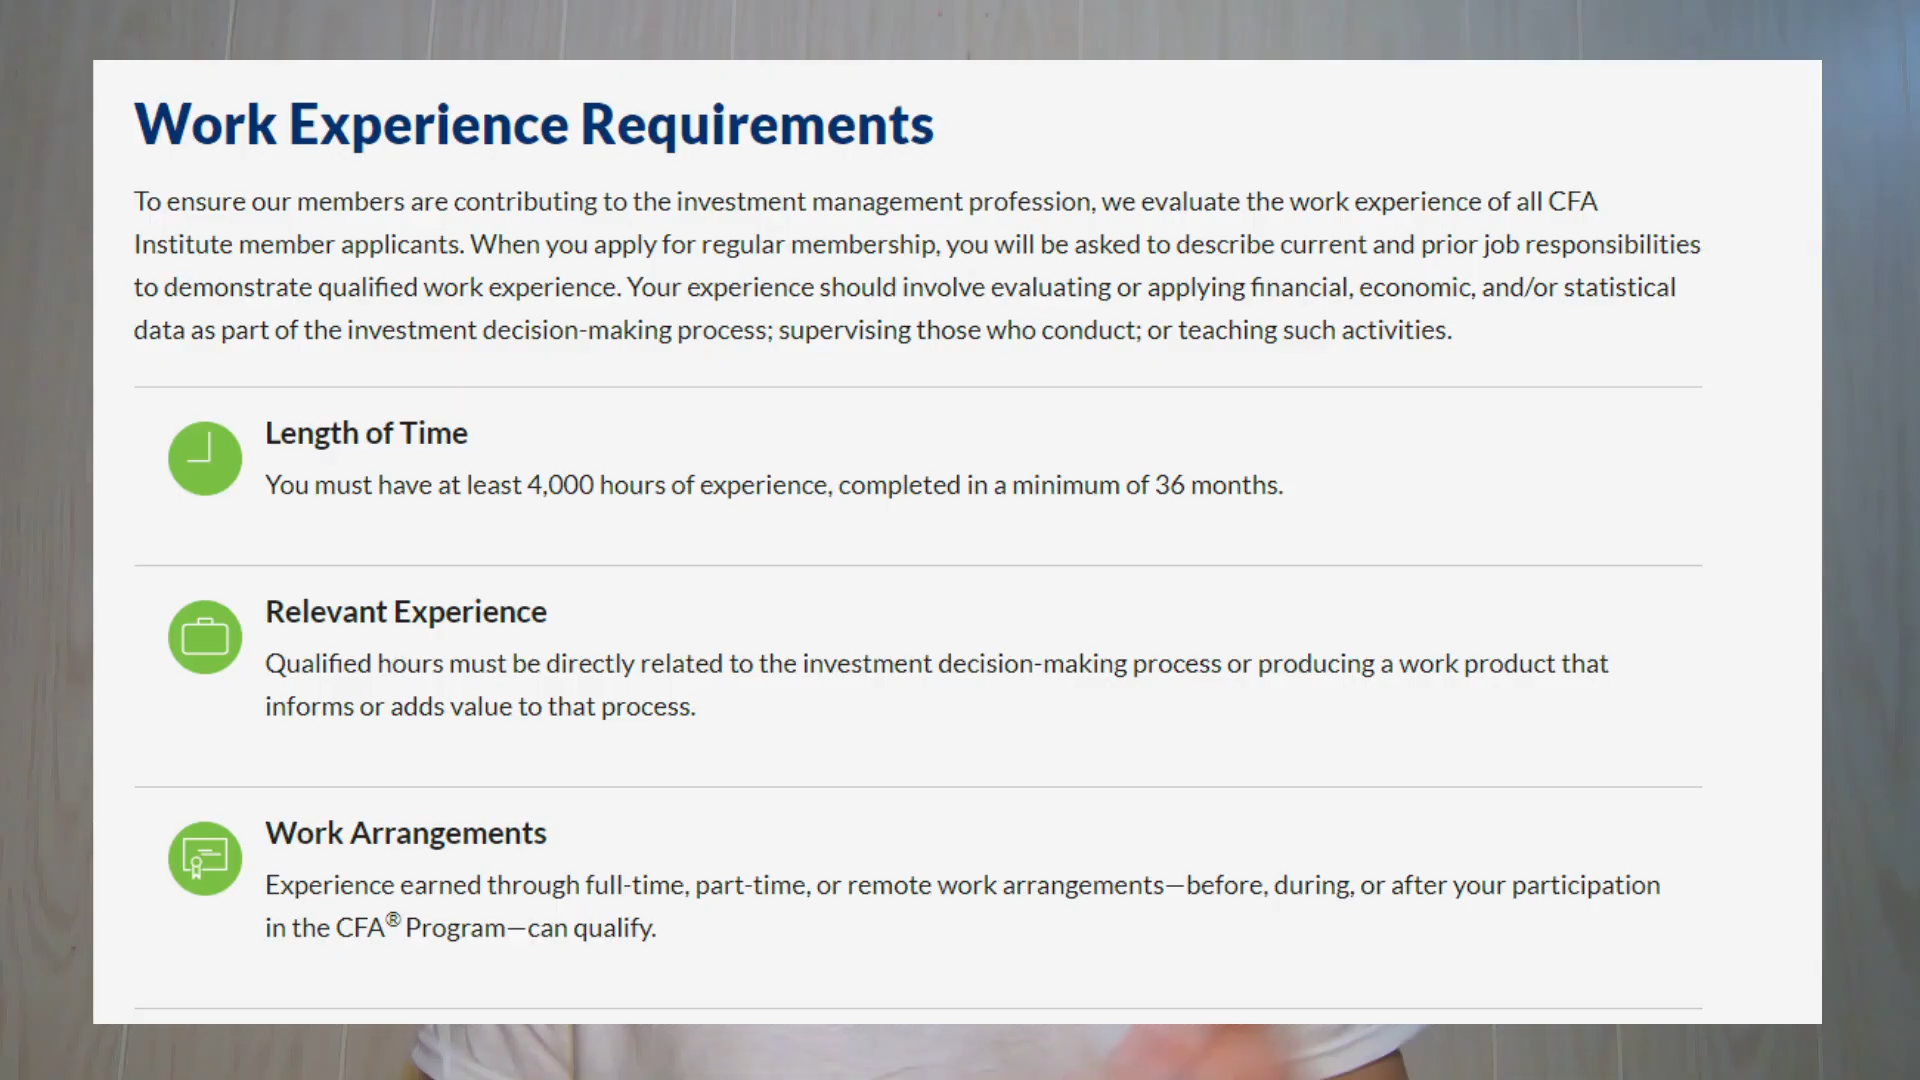 Work Experience Requirements
To ensure our members are contributing to the investment management profession, we evaluate the work experience of all CFA
Institute member applicants. When you apply for regular membership, you will be asked to describe current and prior job responsibilities
to demonstrate qualified work experience. Your experience should involve evaluating or applying financial, economic, and/or statistical
data as part of the investment decision-making process; supervising those who conduct; or teaching such activities.
Length of Time
You must have at least 4,000 hours of experience, completed in a minimum of 36 months.
Relevant Experience
Qualified hours must be directly related to the investment decision-making process or producing a work product that
informs or adds value to that process.
Work Arrangements
Experience earned through full-time, part-time, or remote work arrangements—before, during, or after your participation
in the CFA® Program—can qualify.